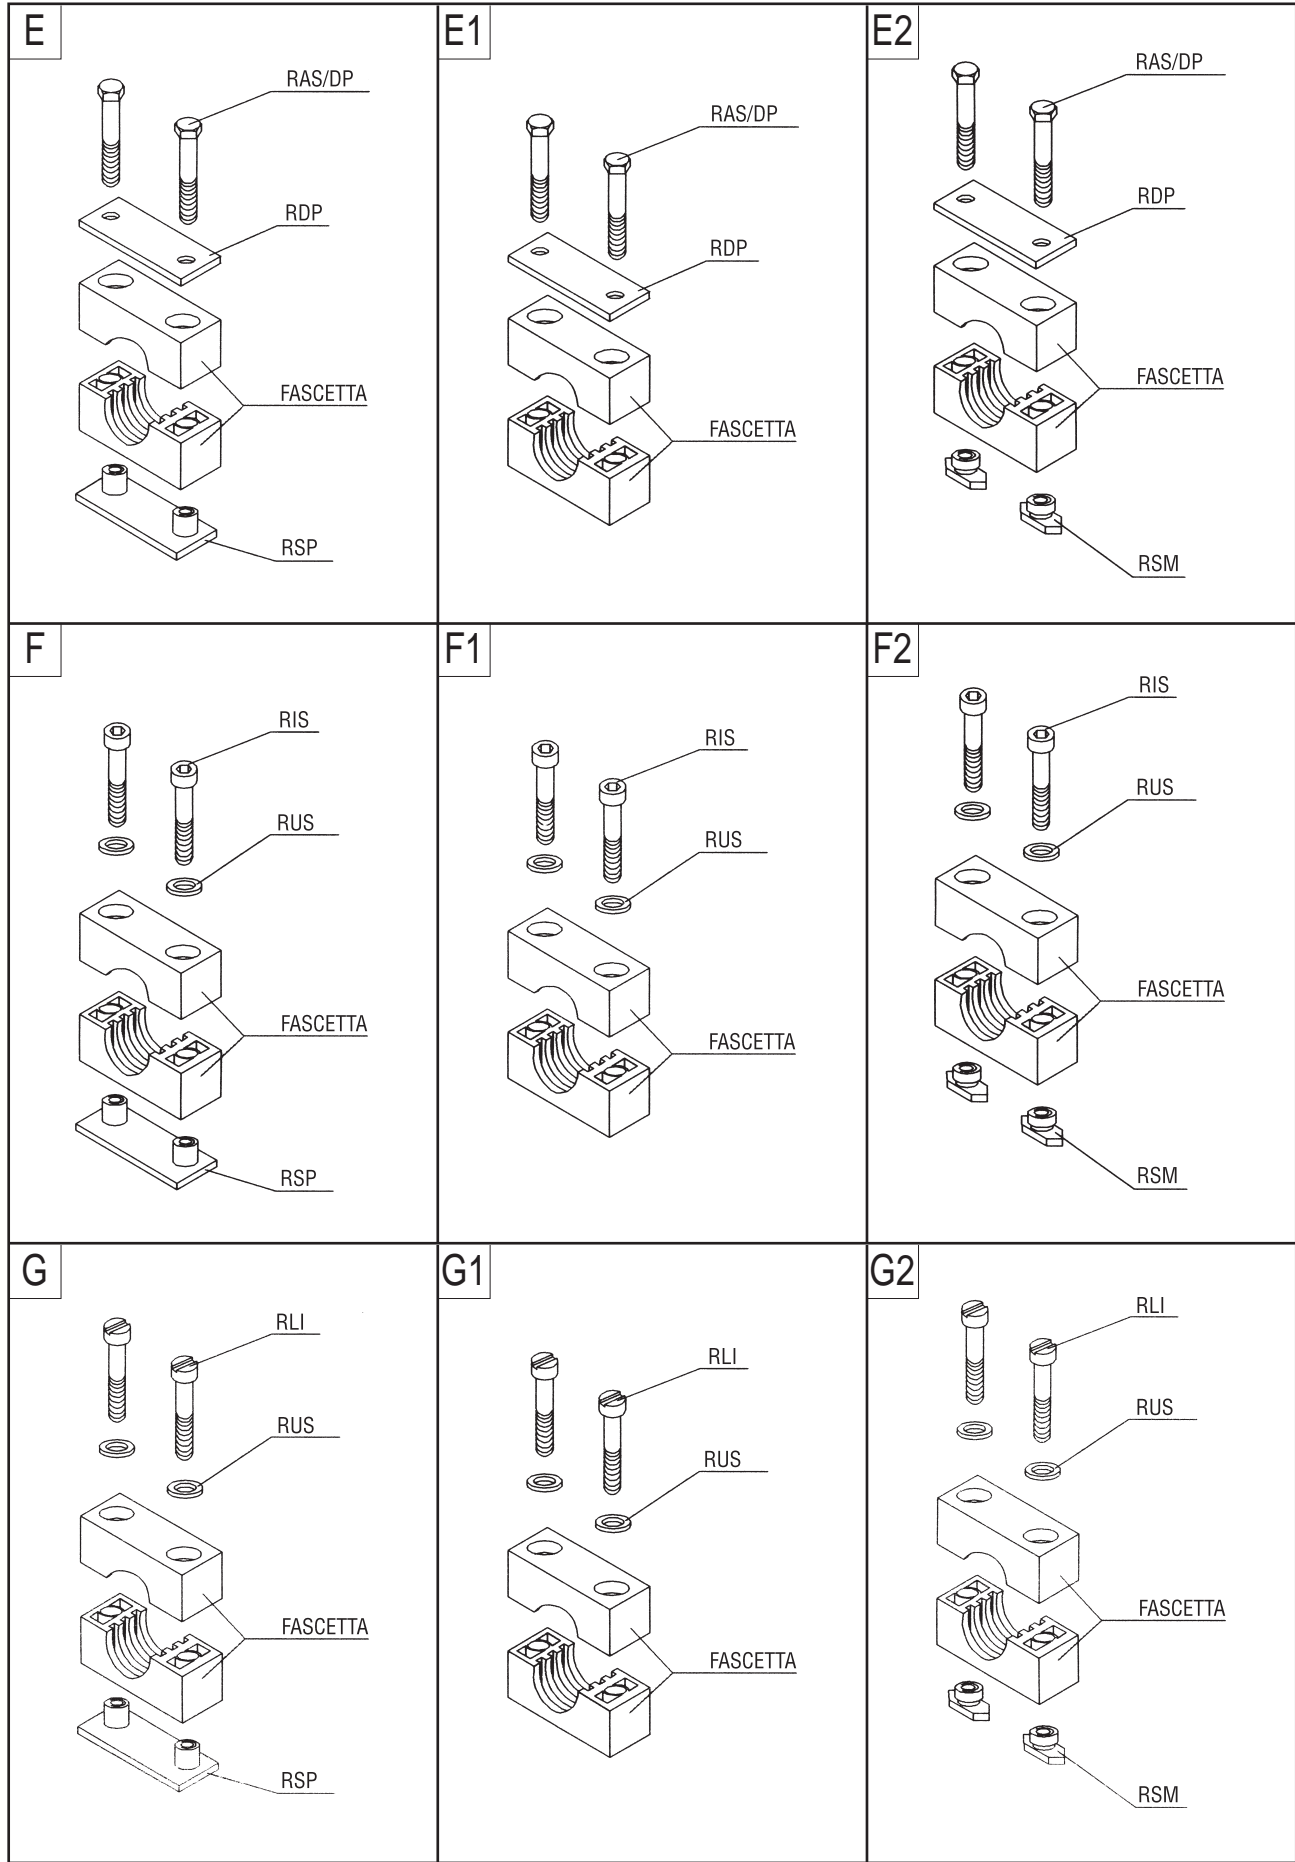 E
RAS/DP
RDP
FASCETTA
RSP
E1
RAS/DP
RDP
FASCETTA
E2
RAS/DP
RDP
FASCETTA
RSM
F
RIS
RUS
FASCETTA
RSP
F1
RIS
RUS
FASCETTA
F2
RIS
RUS
FASCETTA
RSM
G
RLI
RUS
FASCETTA
RSP
G1
RLI
RUS
FASCETTA
G2
RLI
RUS
FASCETTA
RSM